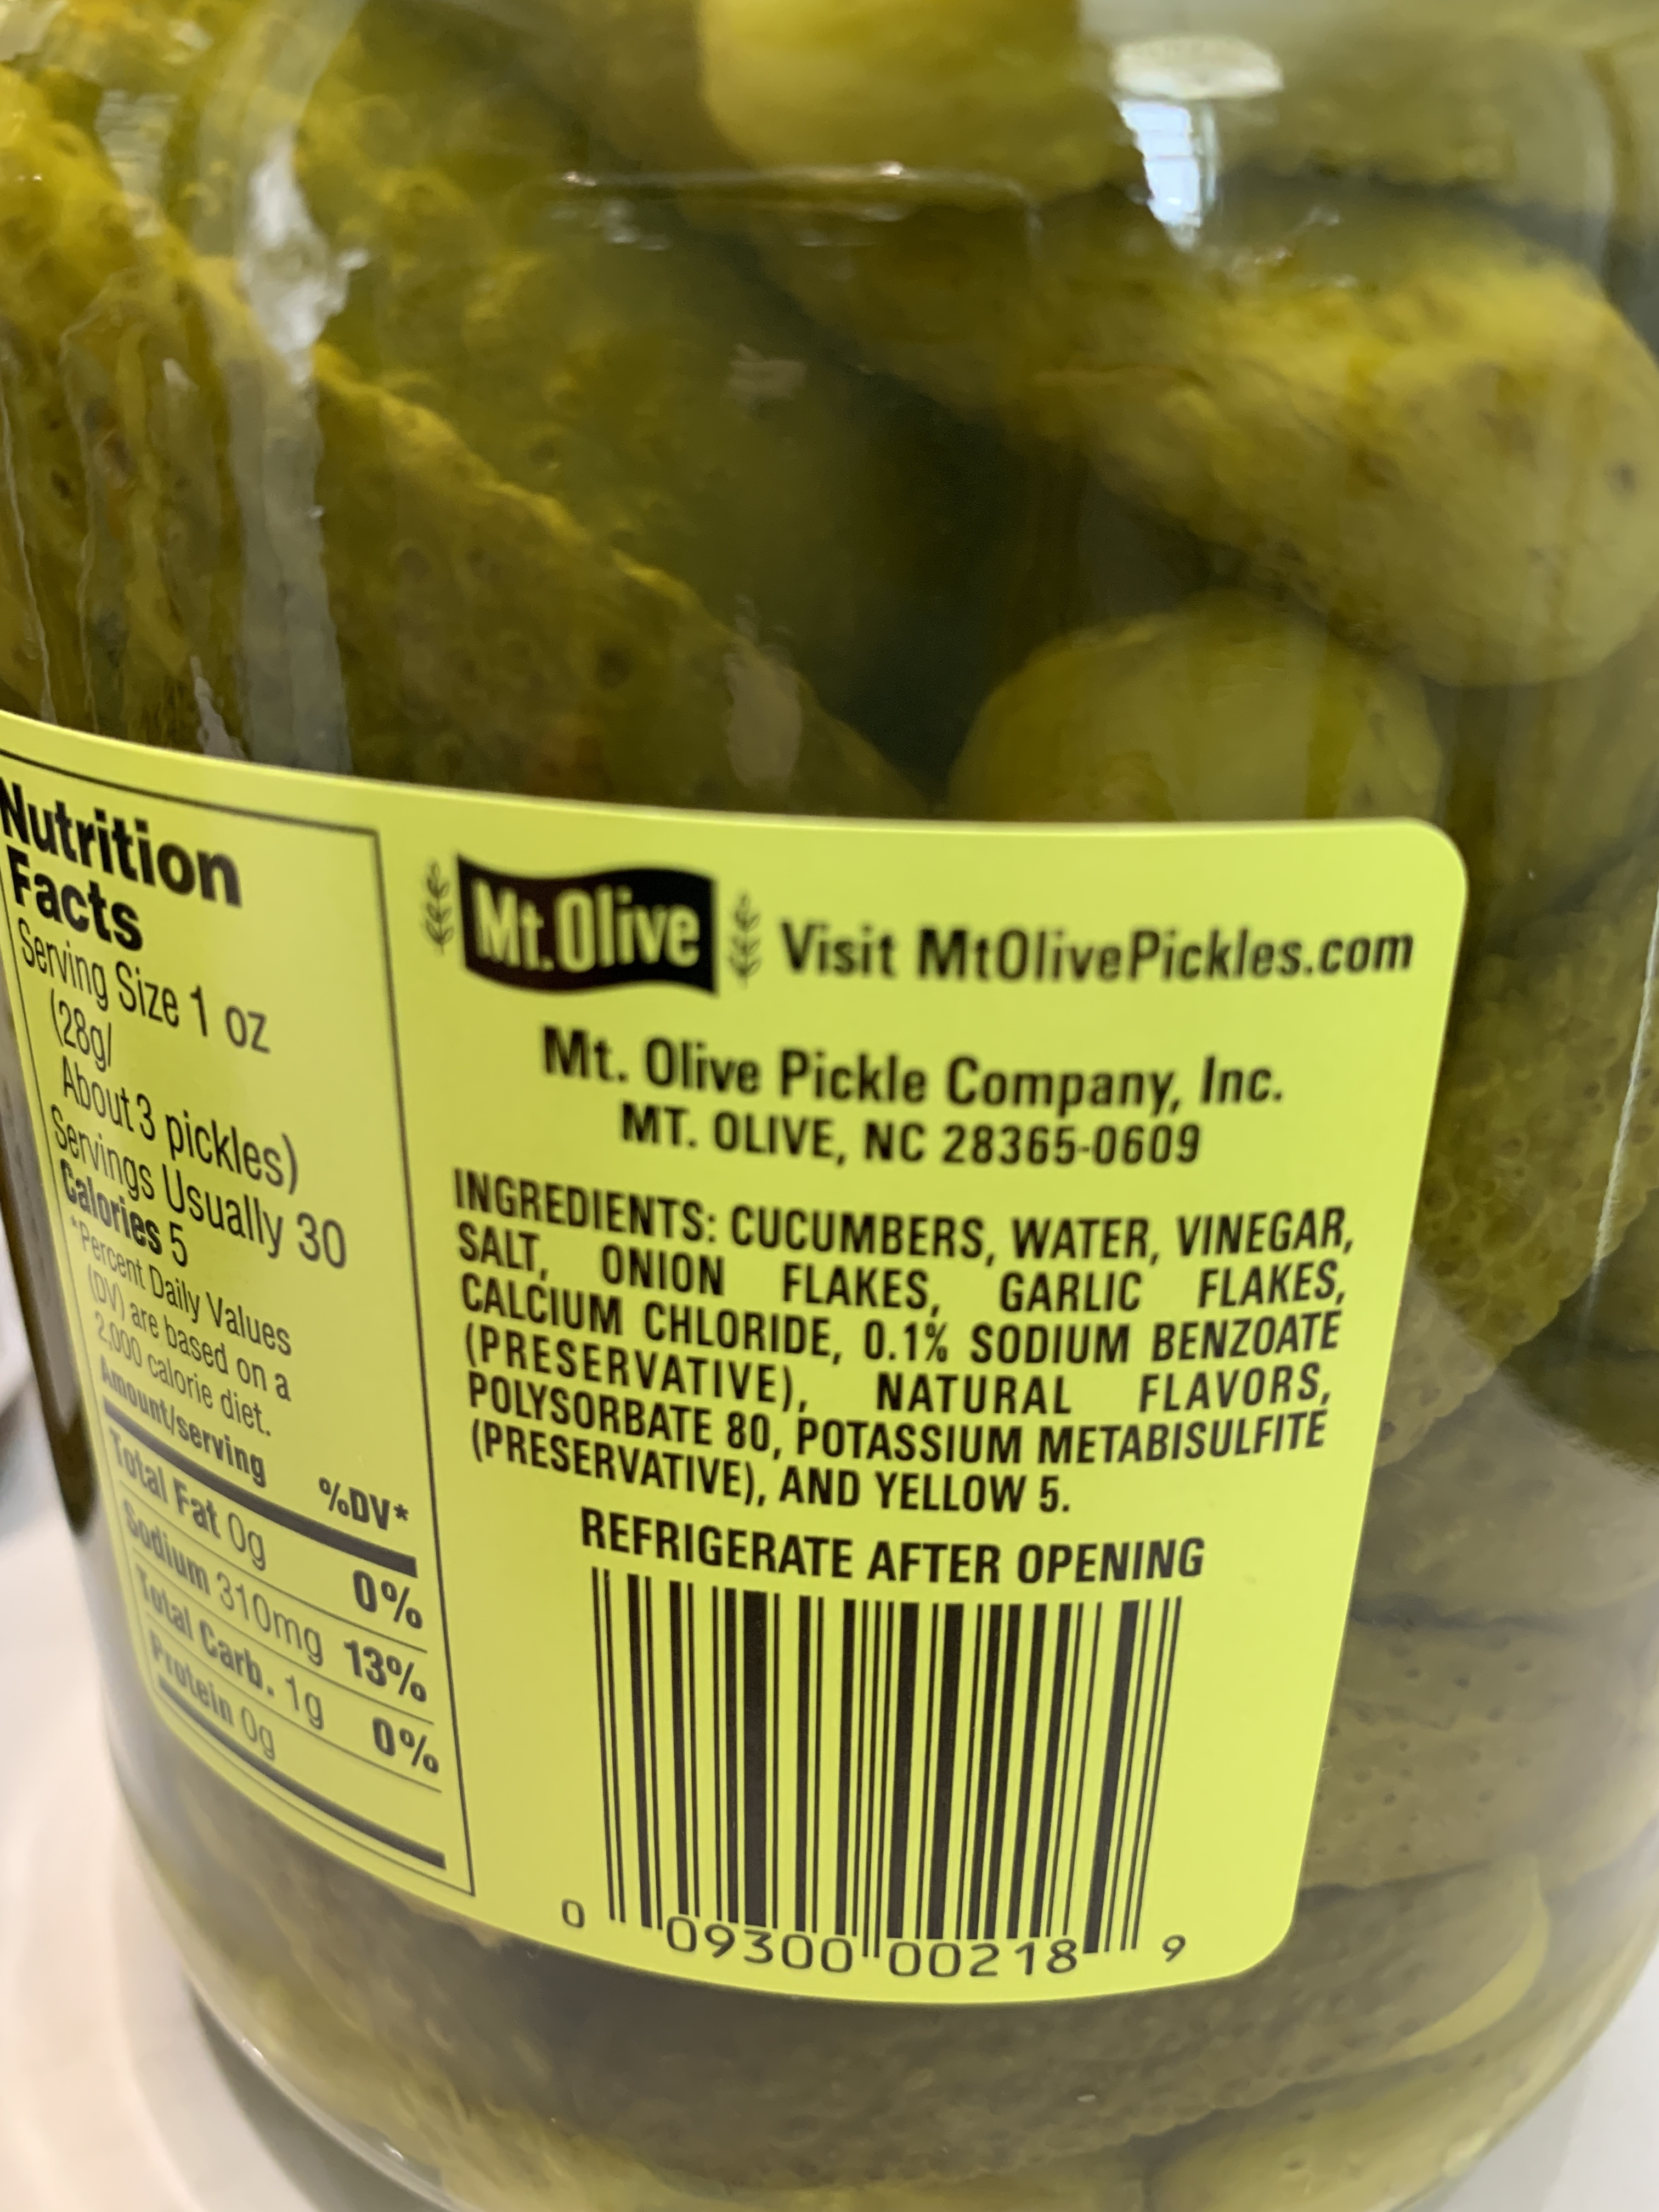 Nutrition
Facts
Serving Size 1 oz
(28g/
About 3 pickles)
Servings Usually 30
Calories 5
*Percent Daily Values
(DV) are based on a
2,000 calorie diet.
Amount/serving %DV*
Total Fat 0g 0%
Sodium 310mg 13%
Total Carb. 1g 0%
Protein 0g
Mt. Olive Visit MtOlivePickles.com
Mt. Olive Pickle Company, Inc.
MT. OLIVE, NC 28365-0609
INGREDIENTS: CUCUMBERS, WATER, VINEGAR,
SALT, ONION FLAKES, GARLIC FLAKES,
CALCIUM CHLORIDE, 0.1% SODIUM BENZOATE
(PRESERVATIVE), NATURAL FLAVORS,
POLYSORBATE 80, POTASSIUM METABISULFITE
(PRESERVATIVE), AND YELLOW 5.
REFRIGERATE AFTER OPENING
0 09300 00218 9